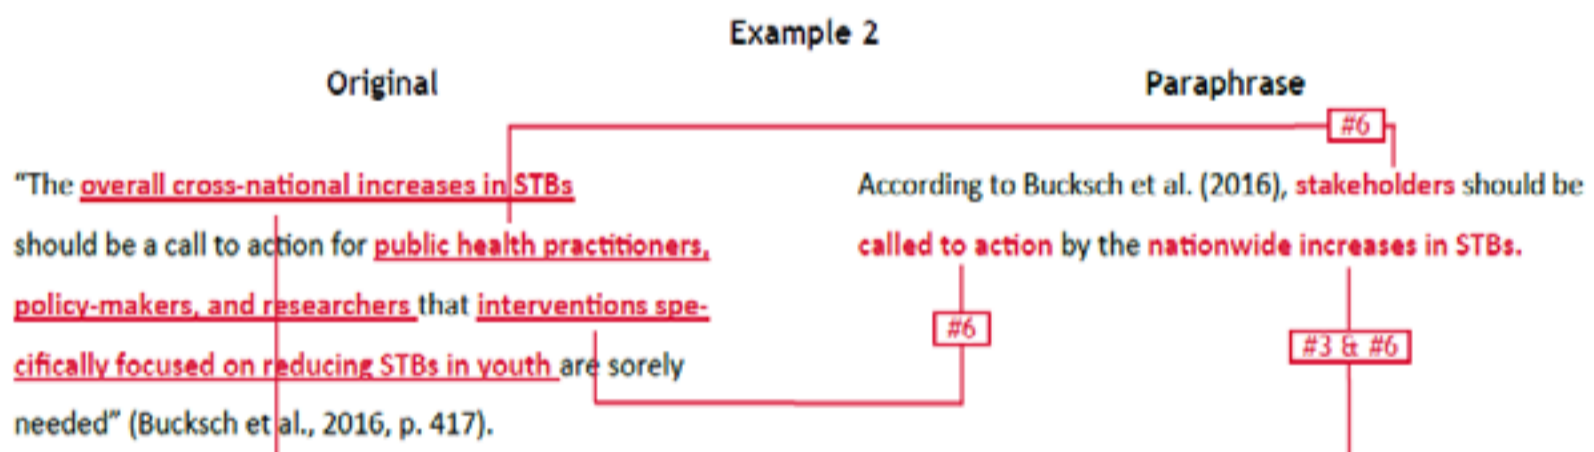 Example 2
Original
Paraphrase
#6
"The overall cross-national increases in STBs
should be a call to action for public health practitioners,
policy-makers, and researchers that interventions spe-
cifically focused on reducing STBs in youth are sorely
needed" (Bucksch et al., 2016, p. 417).
According to Bucksch et al. (2016), stakeholders should be
called to action by the nationwide increases in STBs.
#6
#3 & #6